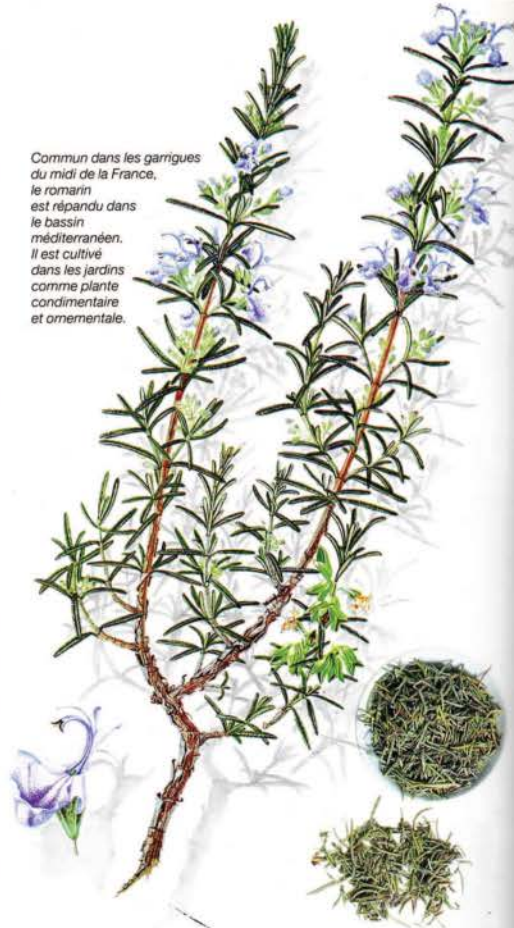 Commun dans les garrigues
du midi de la France,
le romarin
est répandu dans
le bassin
méditerranéen.
Il est cultivé
dans les jardins
comme plante
condimentaire
et ornementale.